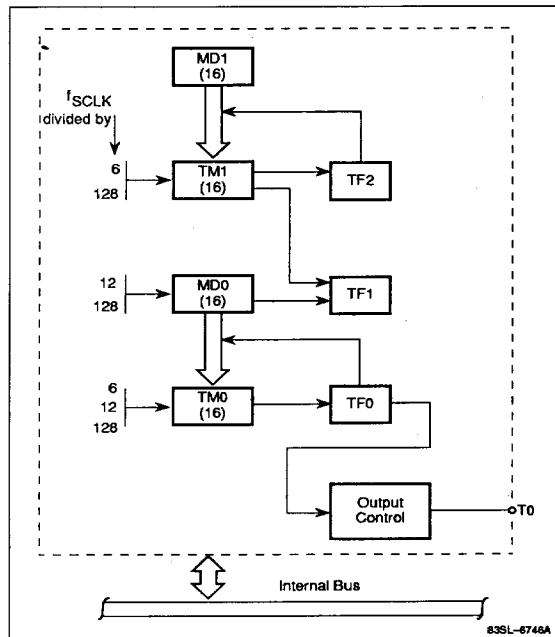 MD1
(16)
fSCLK
divided by
6
128
TM1
(16)
TF2
12
128
MD0
(16)
TF1
6
12
128
TM0
(16)
TF0
Output
Control
T0
Internal Bus
83SL-6746A